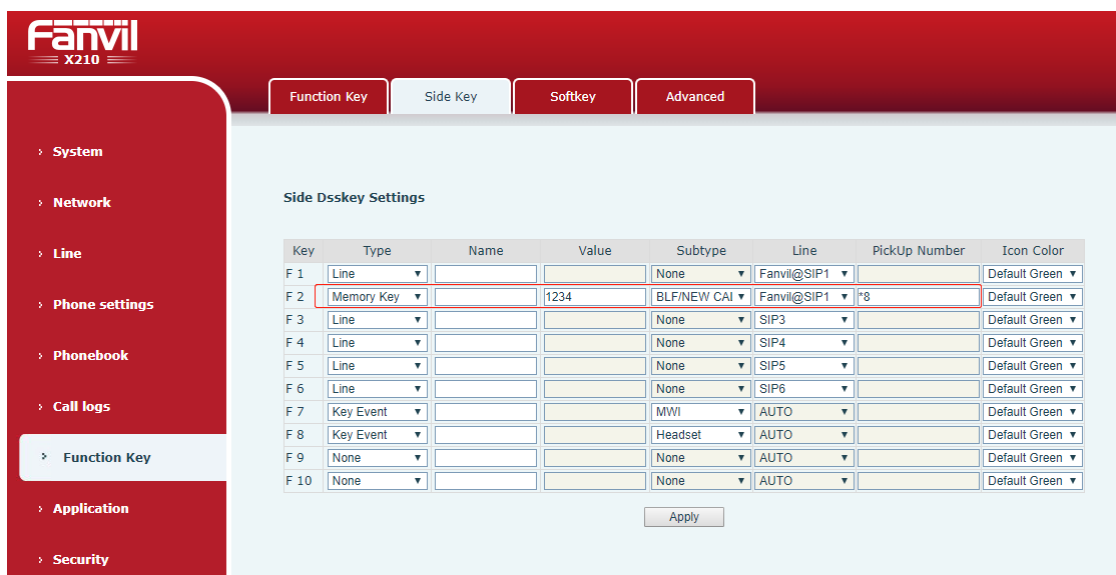 Fanvil
X210
Function Key Side Key Softkey Advanced
System
Network
Line
Phone settings
Phonebook
Call logs
Function Key
Application
Security
Side Dsskey Settings
Key Type Name Value Subtype Line PickUp Number Icon Color
F 1 Line None Fanvil@SIP1 Default Green
F 2 Memory Key 1234 BLF/NEW CAL Fanvil@SIP1 *8 Default Green
F 3 Line None SIP3 Default Green
F 4 Line None SIP4 Default Green
F 5 Line None SIP5 Default Green
F 6 Line None SIP6 Default Green
F 7 Key Event MWI AUTO Default Green
F 8 Key Event Headset AUTO Default Green
F 9 None None AUTO Default Green
F 10 None None AUTO Default Green
Apply